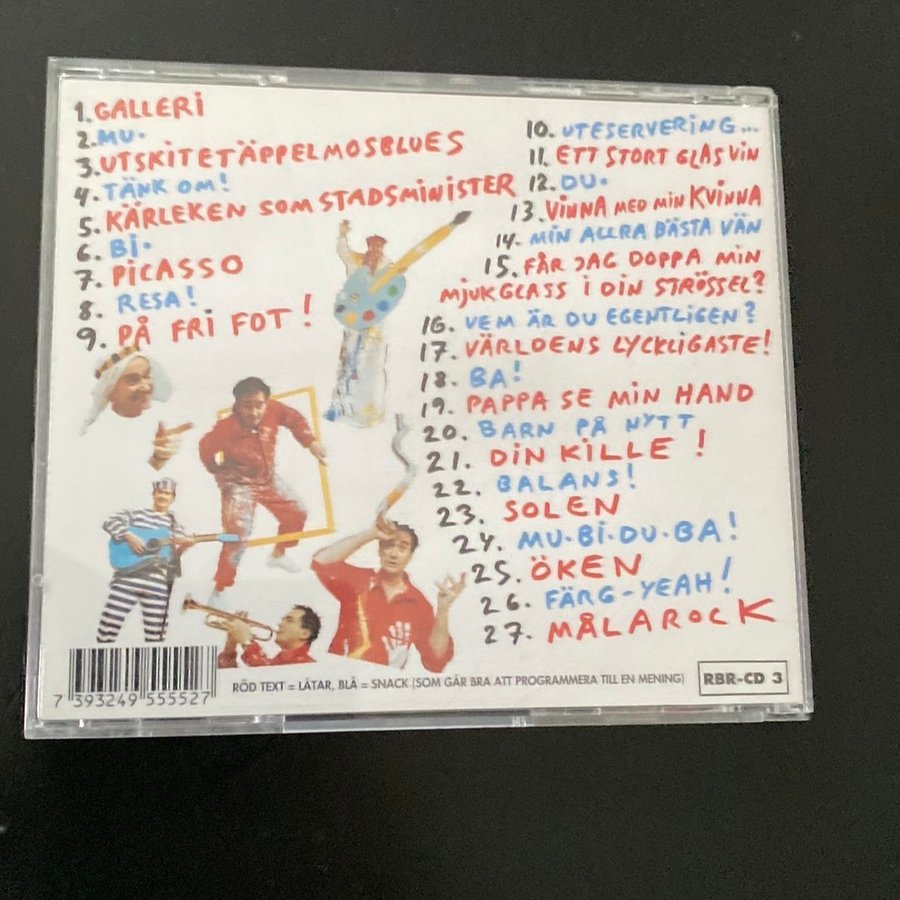 1. GALLERi
2. MU.
3. UTSKiTETÄPPELMOSBLUES
4. TÄNK OM!
5. KÄRLEKEN SOM STADSMiNiSTER
6. Bi.
7. PiCASSO
8. RESA!
9. PÅ FRI FOT!
10. UTESERVERiNG...
11. ETT STORT GLAS ViN
12. DU.
13. ViNNA MED MiN KViNNA
14. MiN ALLRA BÄSTA VÄN
15. FÅR JAG DOPPA MiN
MJUKGLASS i DiN STRÖSSEL?
16. VEM ÄR DU EGENTLiGEN?
17. VÄRLDENS LYCKLiGASTE!
18. BA!
19. PAPPA SE MiN HAND
20. BARN PÅ NYTT
21. DiN KiLLE!
22. BALANS!
23. SOLEN
24. MU·Bi·DU·BA!
25. ÖKEN
26. FÄRG-YEAH!
27. MÅLAROCK
7 393249 555527
RÖD TEXT = LÅTAR, BLÅ = SNACK (SOM GÅR BRA ATT PROGRAMMERA TILL EN MENING)
RBR-CD 3